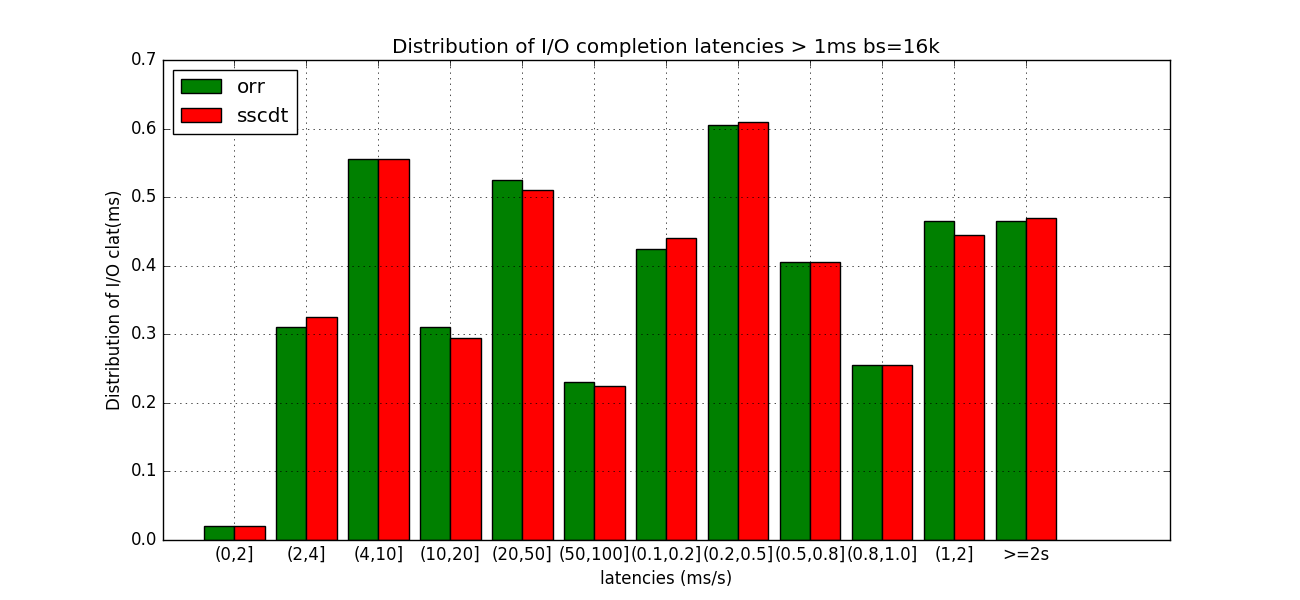 Distribution of I/O completion latencies > 1ms bs=16k
orr
sscdt
Distribution of I/O clat(ms)
0.7
0.6
0.5
0.4
0.3
0.2
0.1
0.0
(0,2] (2,4] (4,10] (10,20] (20,50] (50,100] (0.1,0.2] (0.2,0.5] (0.5,0.8] (0.8,1.0] (1,2] >=2s
latencies (ms/s)